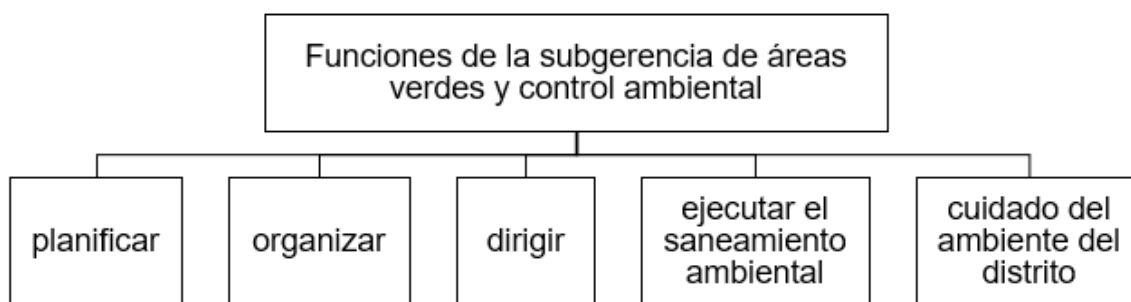 Funciones de la subgerencia de áreas
verdes y control ambiental
planificar
organizar
dirigir
ejecutar el
saneamiento
ambiental
cuidado del
ambiente del
distrito